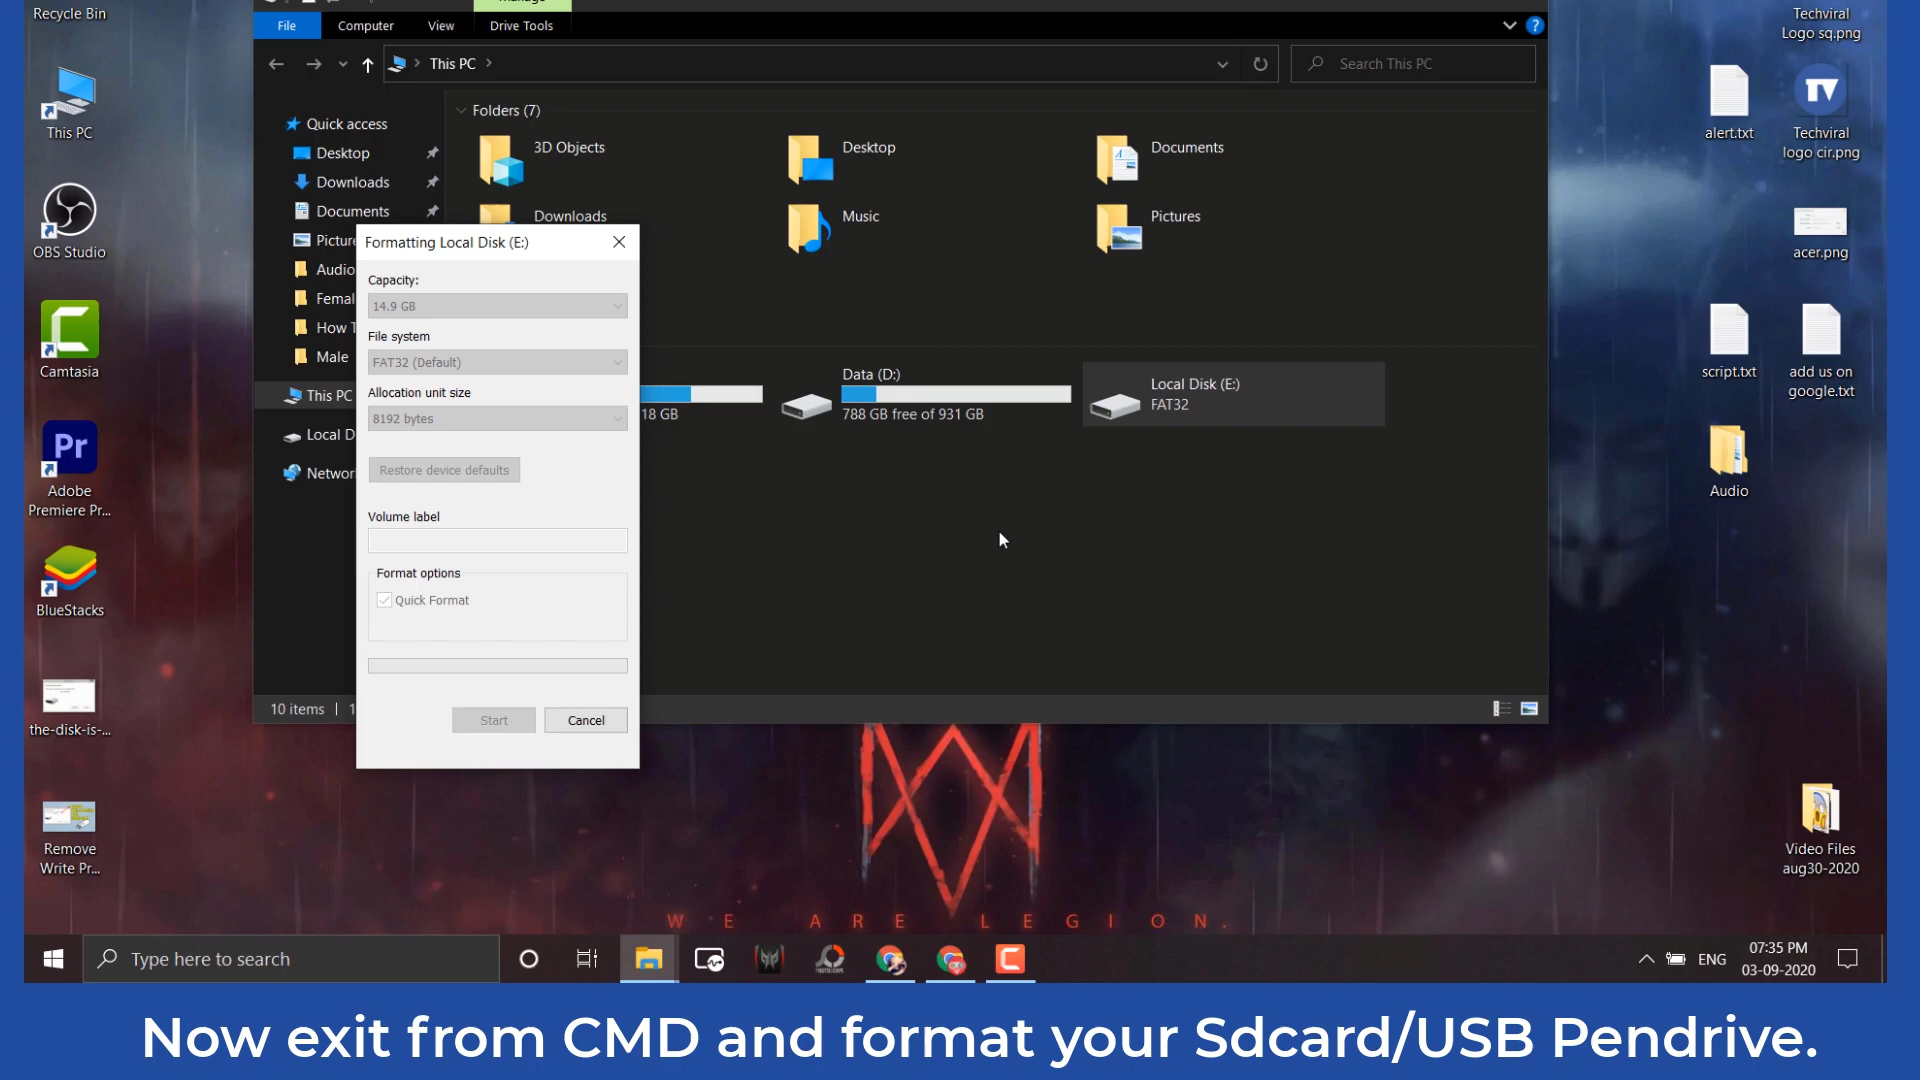 Recycle Bin
This PC
OBS Studio
Camtasia
Pr
Adobe
Premiere Pr...
BlueStacks
the-disk-is-...
Remove
Write Pr...
File
Computer
View
Drive Tools
?
This PC
Search This PC
Quick access
Desktop
Downloads
Documents
Audio
This PC
Folders (7)
3D Objects
Desktop
Documents
Downloads
Music
Pictures
18 GB
Data (D:)
788 GB free of 931 GB
Local Disk (E:)
FAT32
10 items
Formatting Local Disk (E:)
Capacity:
14.9 GB
File system
FAT32 (Default)
Allocation unit size
8192 bytes
Restore device defaults
Volume label
Format options
Quick Format
Start
Cancel
Techviral
Logo sq.png
alert.txt
TV
Techviral
logo cir.png
acer.png
script.txt
add us on
google.txt
Audio
Video Files
aug30-2020
WE ARE LEGION.
Type here to search
ENG
07:35 PM
03-09-2020
Now exit from CMD and format your Sdcard/USB Pendrive.